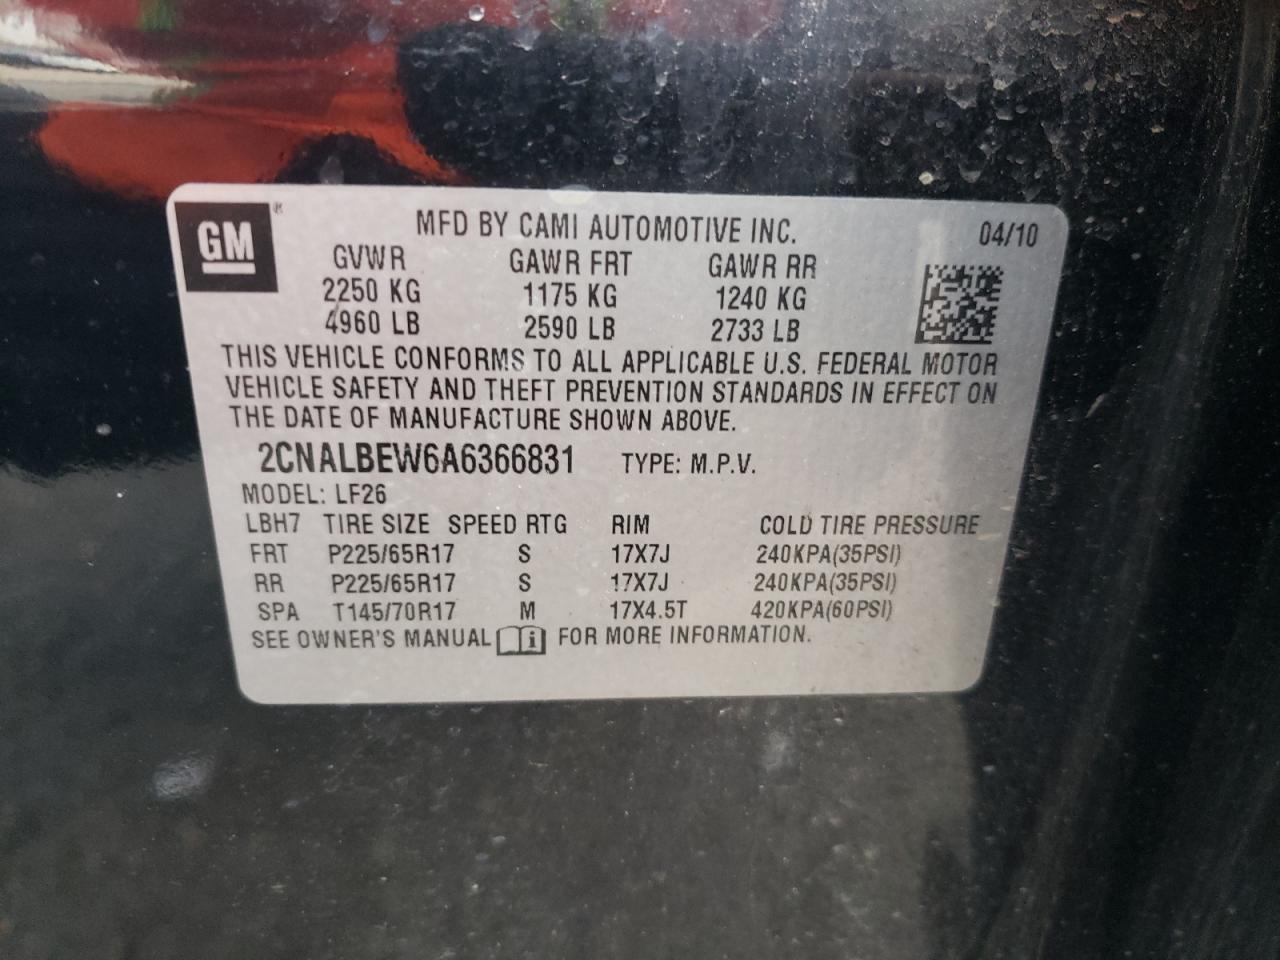 GM®
MFD BY CAMI AUTOMOTIVE INC. 04/10
GVWR GAWR FRT GAWR RR
2250 KG 1175 KG 1240 KG
4960 LB 2590 LB 2733 LB
THIS VEHICLE CONFORMS TO ALL APPLICABLE U.S. FEDERAL MOTOR
VEHICLE SAFETY AND THEFT PREVENTION STANDARDS IN EFFECT ON
THE DATE OF MANUFACTURE SHOWN ABOVE.
2CNALBEW6A6366831 TYPE: M.P.V.
MODEL: LF26
LBH7 TIRE SIZE SPEED RTG RIM COLD TIRE PRESSURE
FRT P225/65R17 S 17X7J 240KPA(35PSI)
RR P225/65R17 S 17X7J 240KPA(35PSI)
SPA T145/70R17 M 17X4.5T 420KPA(60PSI)
SEE OWNER'S MANUAL i FOR MORE INFORMATION.